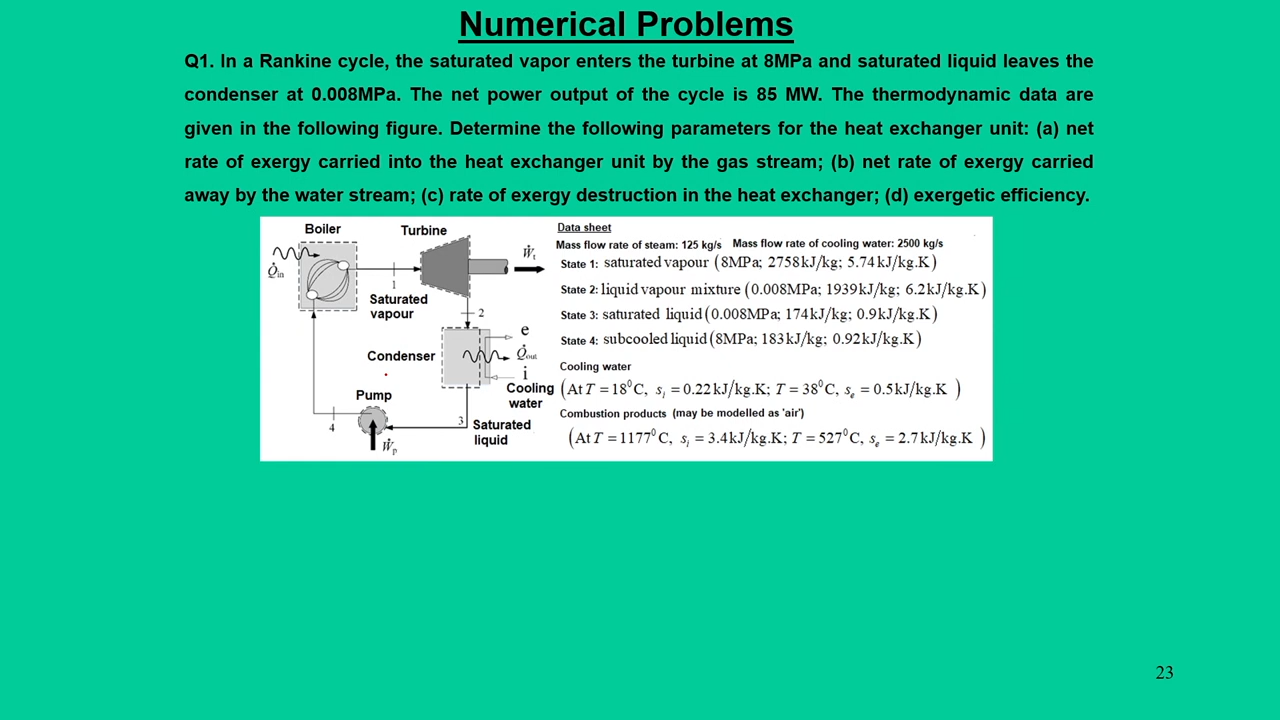 Numerical Problems
Q1. In a Rankine cycle, the saturated vapor enters the turbine at 8MPa and saturated liquid leaves the
condenser at 0.008MPa. The net power output of the cycle is 85 MW. The thermodynamic data are
given in the following figure. Determine the following parameters for the heat exchanger unit: (a) net
rate of exergy carried into the heat exchanger unit by the gas stream; (b) net rate of exergy carried
away by the water stream; (c) rate of exergy destruction in the heat exchanger; (d) exergetic efficiency.
Boiler
Turbine
Q̇in
1
Saturated
vapour
Ẇt
2
Condenser
e
Q̇out
i
Cooling
water
Pump
4
3
Saturated
liquid
Ẇp
Data sheet
Mass flow rate of steam: 125 kg/s Mass flow rate of cooling water: 2500 kg/s
State 1: saturated vapour (8MPa; 2758kJ/kg; 5.74kJ/kg.K)
State 2: liquid vapour mixture (0.008MPa; 1939kJ/kg; 6.2kJ/kg.K)
State 3: saturated liquid (0.008MPa; 174kJ/kg; 0.9kJ/kg.K)
State 4: subcooled liquid (8MPa; 183kJ/kg; 0.92kJ/kg.K)
Cooling water
(At T = 18⁰C, sᵢ = 0.22kJ/kg.K; T = 38⁰C, sₑ = 0.5kJ/kg.K )
Combustion products (may be modelled as 'air')
(At T = 1177⁰C, sᵢ = 3.4kJ/kg.K; T = 527⁰C, sₑ = 2.7kJ/kg.K )
23